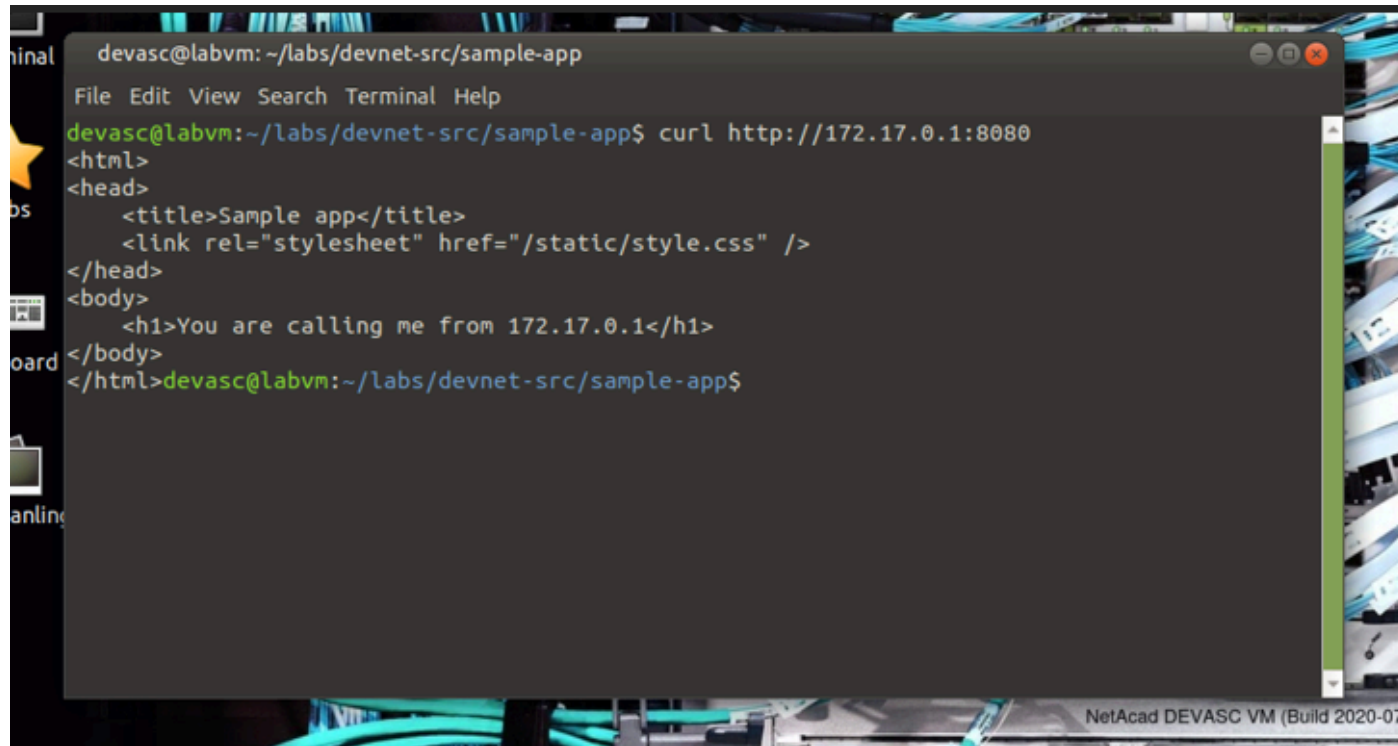 devasc@labvm: ~/labs/devnet-src/sample-app
File Edit View Search Terminal Help
devasc@labvm:~/labs/devnet-src/sample-app$ curl http://172.17.0.1:8080
<html>
<head>
    <title>Sample app</title>
    <link rel="stylesheet" href="/static/style.css" />
</head>
<body>
    <h1>You are calling me from 172.17.0.1</h1>
</body>
</html>devasc@labvm:~/labs/devnet-src/sample-app$
NetAcad DEVASC VM (Build 2020-07